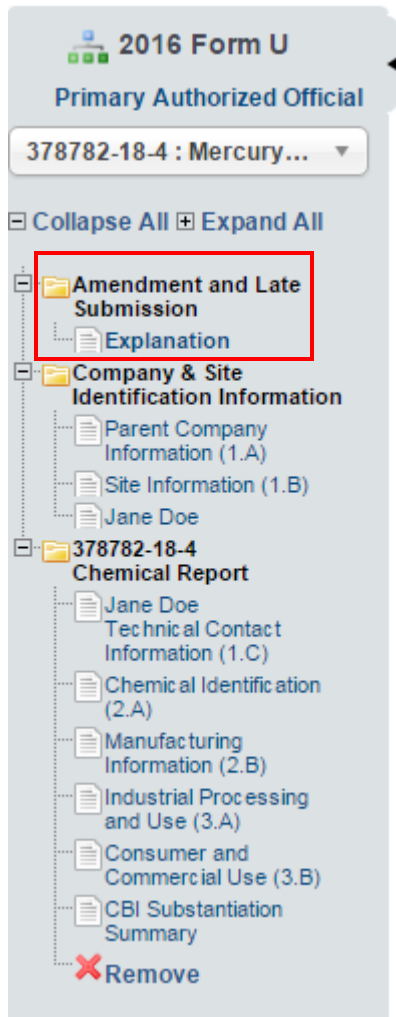 2016 Form U
Primary Authorized Official
378782-18-4 : Mercury...
Collapse All Expand All
Amendment and Late
Submission
Explanation
Company & Site
Identification Information
Parent Company
Information (1.A)
Site Information (1.B)
Jane Doe
378782-18-4
Chemical Report
Jane Doe
Technical Contact
Information (1.C)
Chemical Identification
(2.A)
Manufacturing
Information (2.B)
Industrial Processing
and Use (3.A)
Consumer and
Commercial Use (3.B)
CBI Substantiation
Summary
Remove